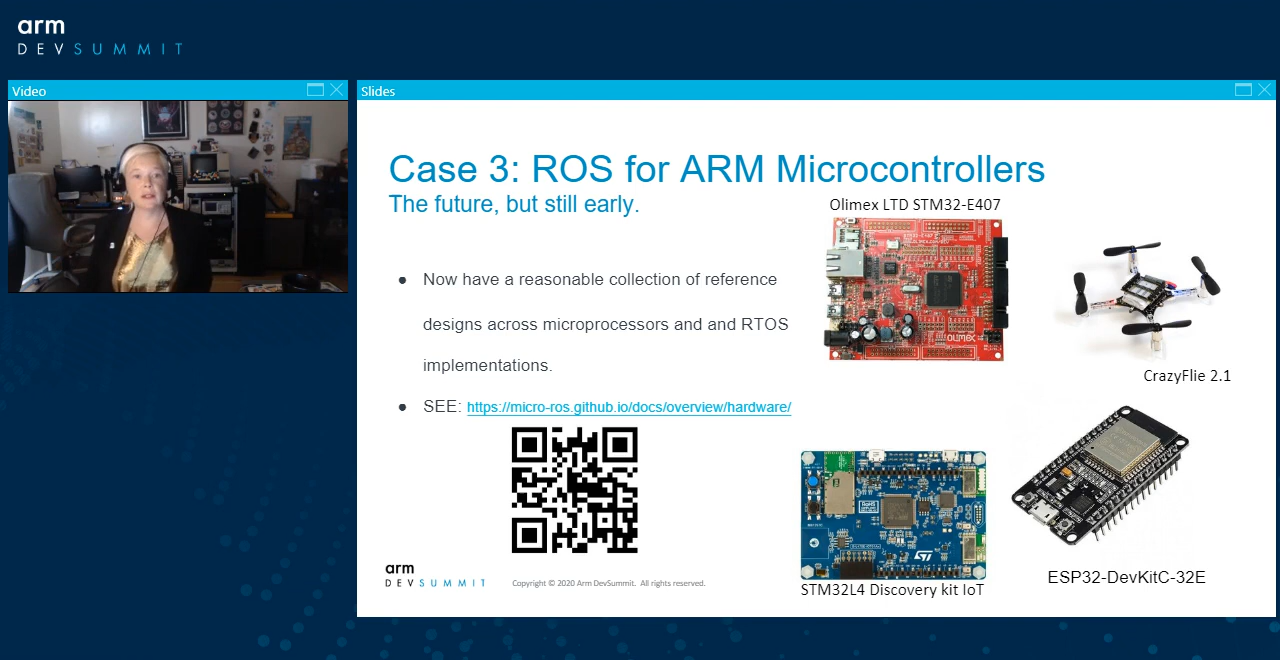 arm
DEVSUMMIT
Video
Slides
Case 3: ROS for ARM Microcontrollers
The future, but still early.
Olimex LTD STM32-E407
● Now have a reasonable collection of reference
designs across microprocessors and and RTOS
implementations.
● SEE: https://micro-ros.github.io/docs/overview/hardware/
OLIMEX
CrazyFlie 2.1
ST
STM32L4 Discovery kit IoT
ESP32-DevKitC-32E
arm
DEVSUMMIT
Copyright © 2020 Arm DevSummit. All rights reserved.